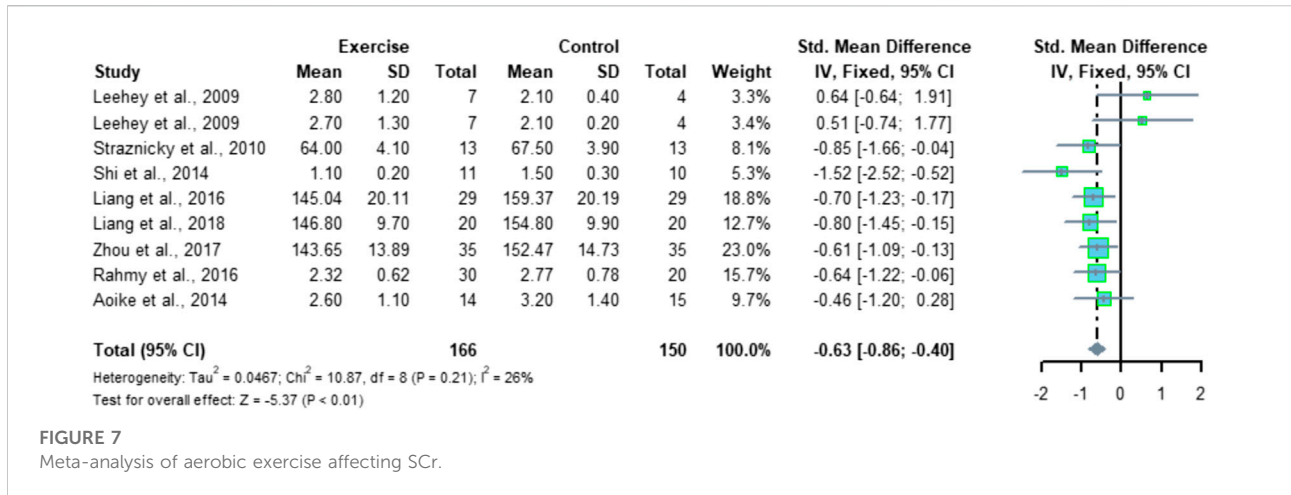 Exercise Control Std. Mean Difference Std. Mean Difference
Study Mean SD Total Mean SD Total Weight IV, Fixed, 95% CI IV, Fixed, 95% CI
Leehey et al., 2009 2.80 1.20 7 2.10 0.40 4 3.3% 0.64 [-0.64; 1.91]
Leehey et al., 2009 2.70 1.30 7 2.10 0.20 4 3.4% 0.51 [-0.74; 1.77]
Straznicky et al., 2010 64.00 4.10 13 67.50 3.90 13 8.1% -0.85 [-1.66; -0.04]
Shi et al., 2014 1.10 0.20 11 1.50 0.30 10 5.3% -1.52 [-2.52; -0.52]
Liang et al., 2016 145.04 20.11 29 159.37 20.19 29 18.8% -0.70 [-1.23; -0.17]
Liang et al., 2018 146.80 9.70 20 154.80 9.90 20 12.7% -0.80 [-1.45; -0.15]
Zhou et al., 2017 143.65 13.89 35 152.47 14.73 35 23.0% -0.61 [-1.09; -0.13]
Rahmy et al., 2016 2.32 0.62 30 2.77 0.78 20 15.7% -0.64 [-1.22; -0.06]
Aoike et al., 2014 2.60 1.10 14 3.20 1.40 15 9.7% -0.46 [-1.20; 0.28]
Total (95% CI) 166 150 100.0% -0.63 [-0.86; -0.40]
Heterogeneity: Tau² = 0.0467; Chi² = 10.87, df = 8 (P = 0.21); I² = 26%
Test for overall effect: Z = -5.37 (P < 0.01)
-2 -1 0 1 2
FIGURE 7
Meta-analysis of aerobic exercise affecting SCr.